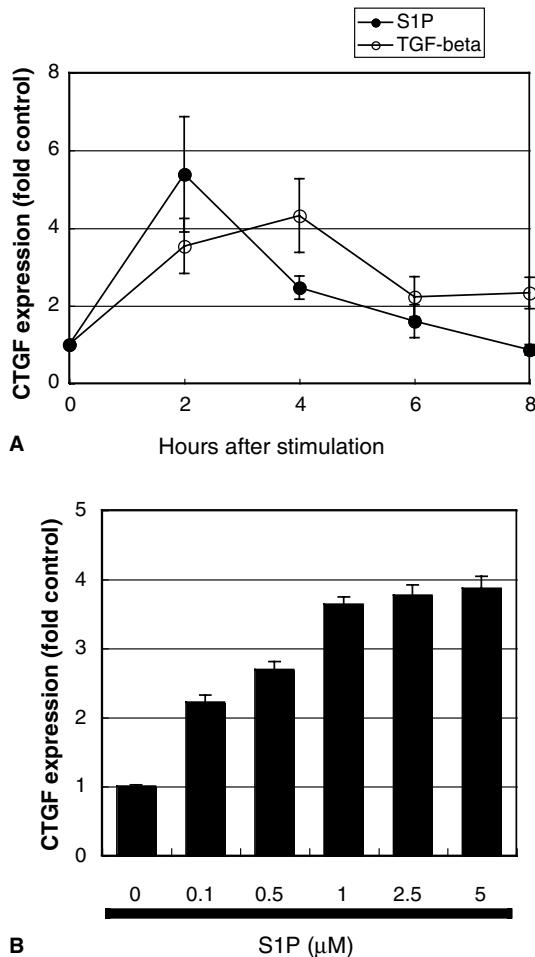 S1P
TGF-beta
8
6
4
2
0
CTGF expression (fold control)
0 2 4 6 8
Hours after stimulation
A
5
4
3
2
1
0
CTGF expression (fold control)
0 0.1 0.5 1 2.5 5
S1P (μM)
B